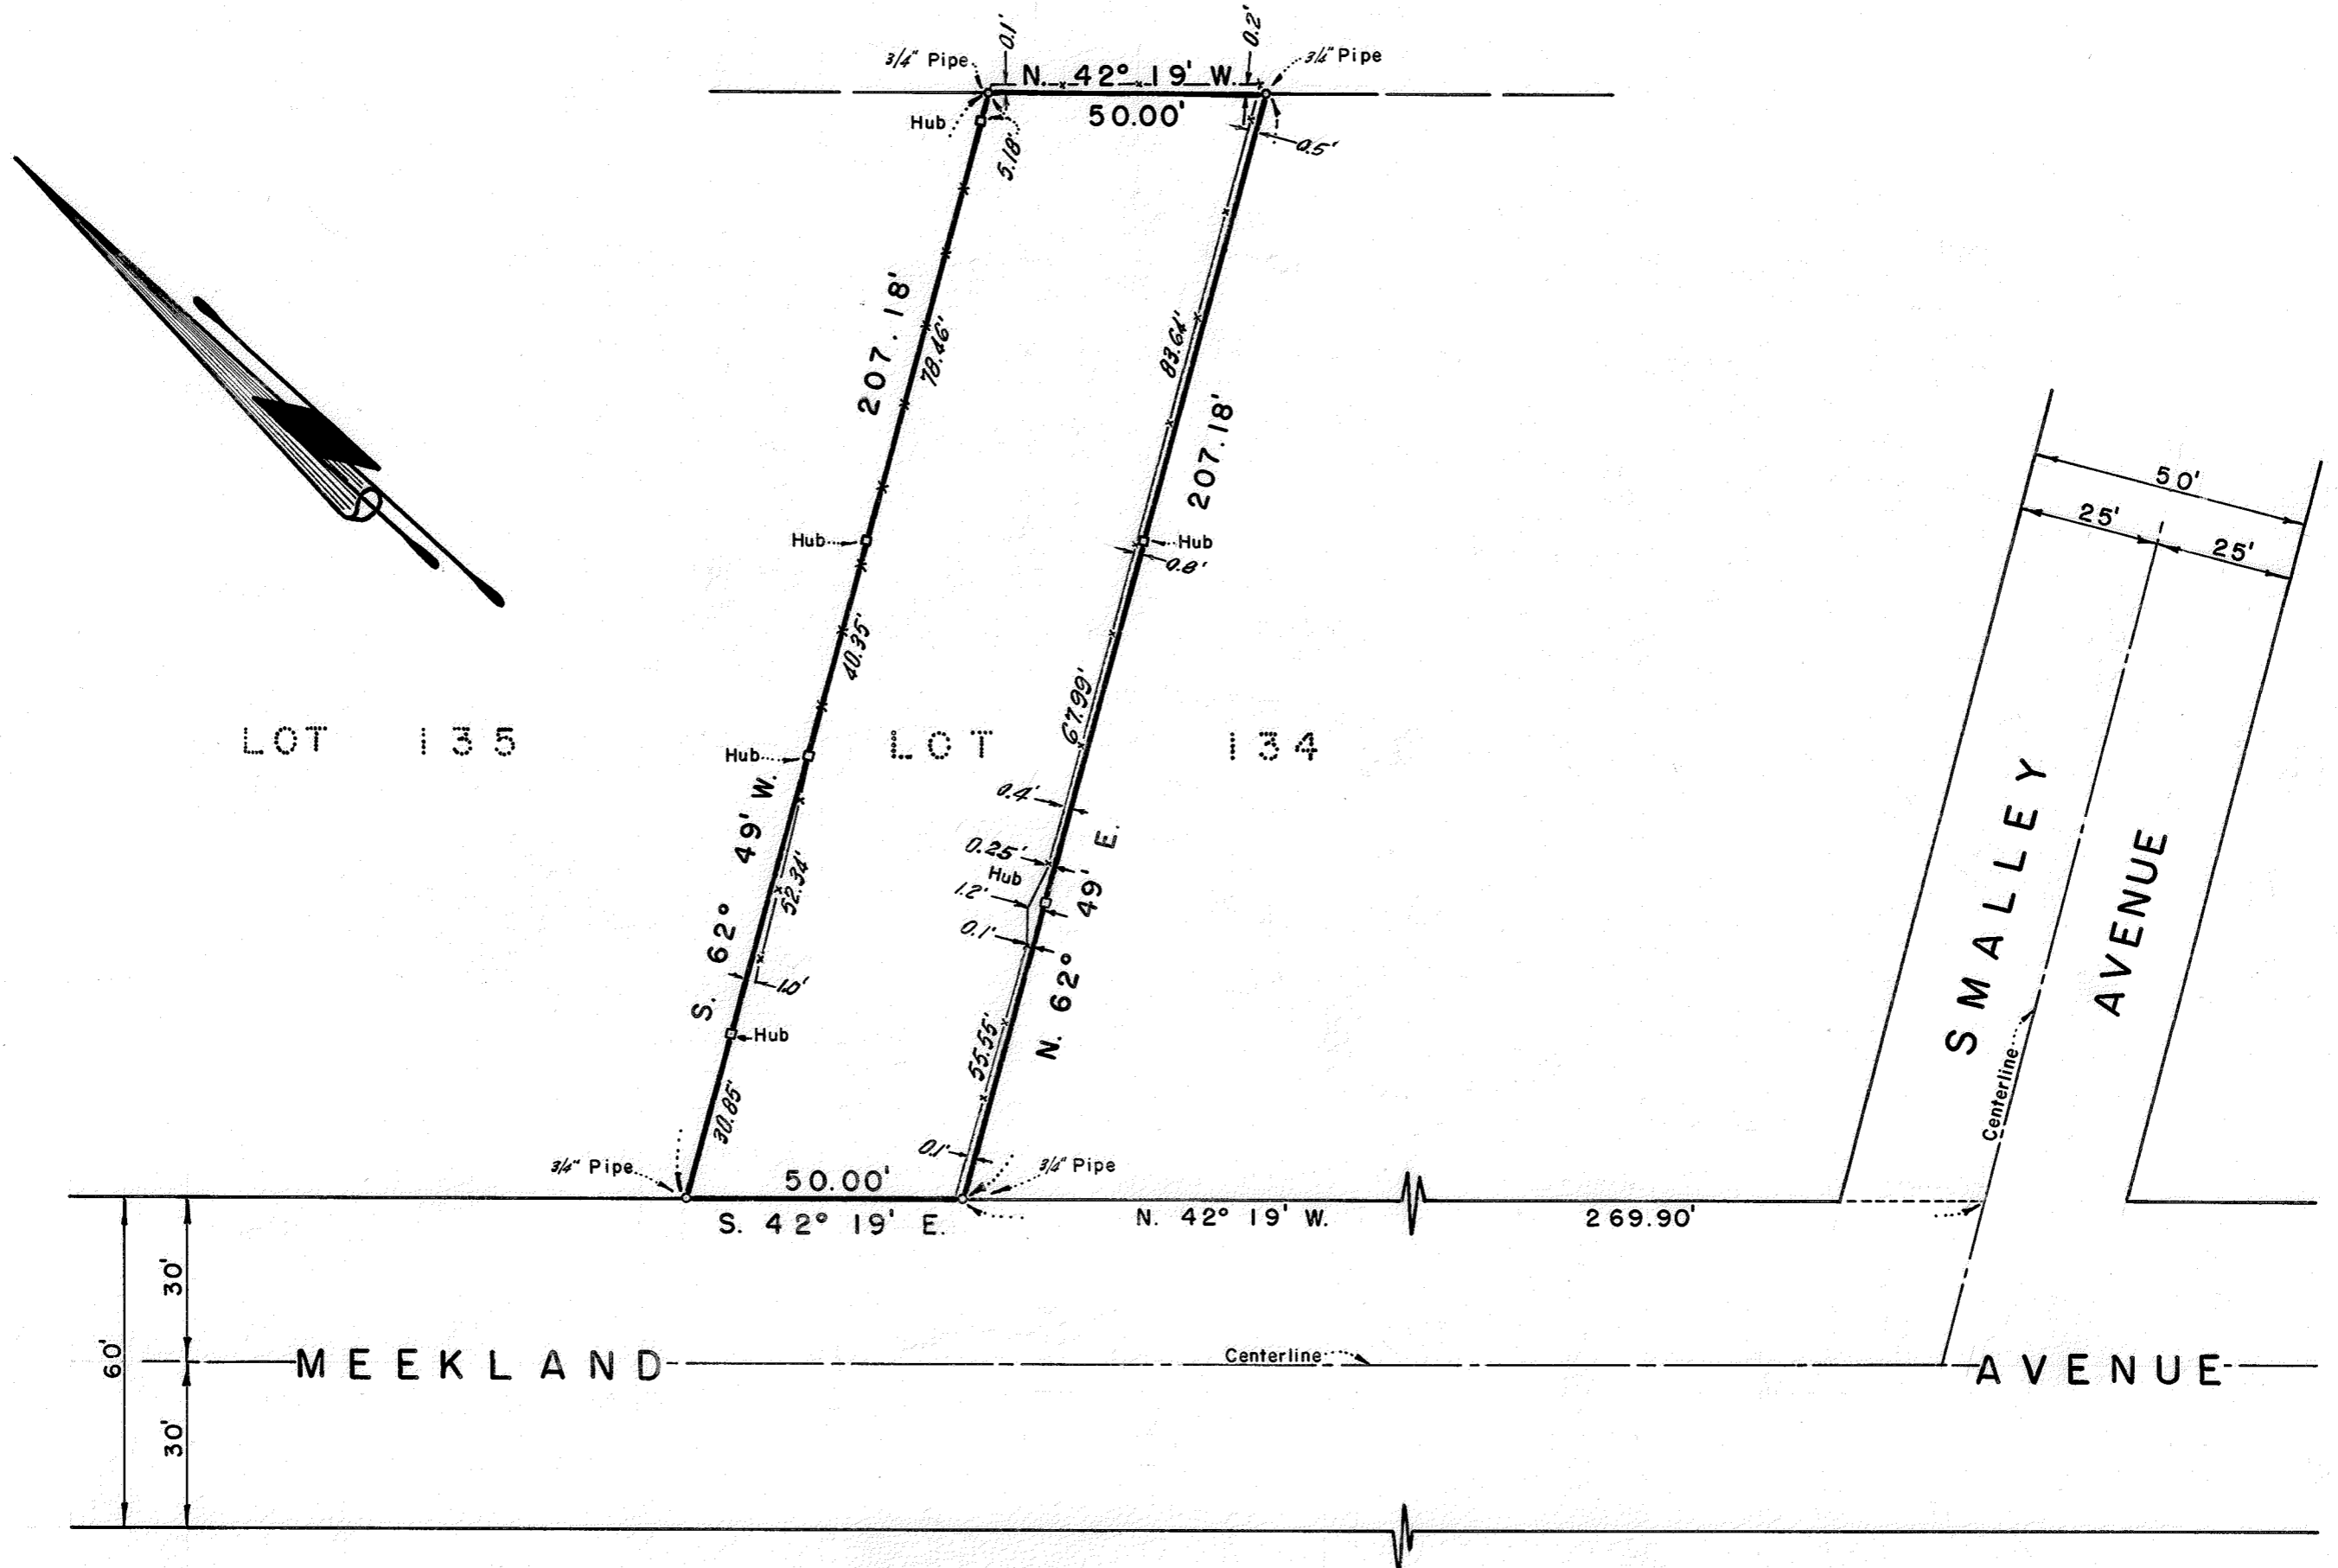 0.1'
0.2'
3/4" Pipe
3/4" Pipe
N. 42° 19' W.
50.00'
Hub
5.18'
0.5'
207.18'
78.46'
83.64'
207.18'
50'
25'
25'
Hub
Hub
0.8'
40.35'
67.99'
LOT 135
LOT 134
Hub
0.4'
S. 62° 49' W.
52.34'
0.25'
Hub
1.2'
0.1'
N. 62° 49' E.
1.0'
Hub
SMALLEY
AVENUE
Centerline
55.55'
30.85'
0.1'
3/4" Pipe
3/4" Pipe
50.00'
S. 42° 19' E.
N. 42° 19' W.
269.90'
30'
60'
30'
MEEKLAND AVENUE
Centerline